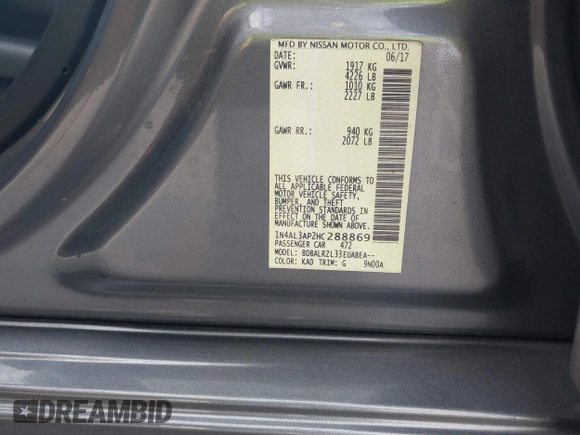 MFD BY NISSAN MOTOR CO., LTD.
DATE: 06/17
GVWR: 1917 KG
4226 LB
GAWR FR.: 1010 KG
2227 LB
GAWR RR.: 940 KG
2072 LB
THIS VEHICLE CONFORMS TO
ALL APPLICABLE FEDERAL
MOTOR VEHICLE SAFETY,
BUMPER, AND THEFT
PREVENTION STANDARDS IN
EFFECT ON THE DATE OF
MANUFACTURE SHOWN ABOVE.
1N4AL3AP2HC288869
PASSENGER CAR 472
MODEL: BDBALRZL33EUABEA--
COLOR: KAD TRIM: G 9N00A
DREAMBID